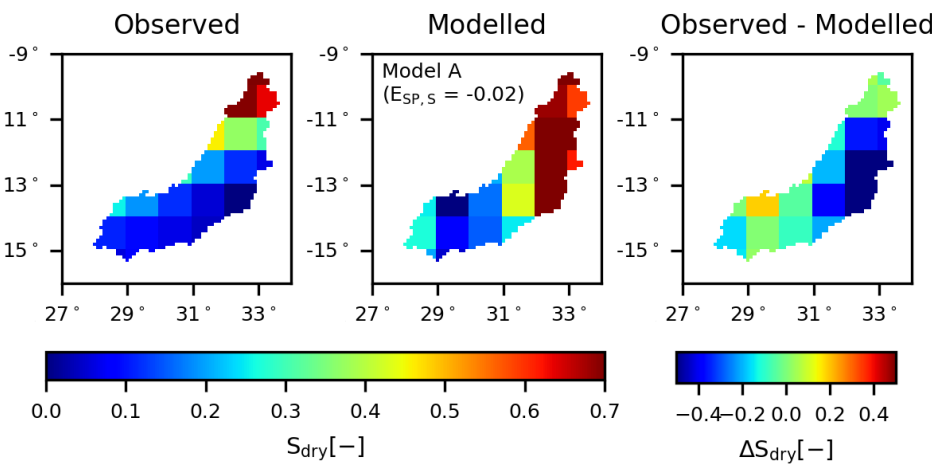 Observed
Modelled
Observed - Modelled
-9°
11°
13°
15°
27° 29° 31° 33°
Model A
(E_SP, S = -0.02)
-9°
-11°
-13°
-15°
27° 29° 31° 33°
-9°
-11°
-13°
-15°
27° 29° 31° 33°
0.0 0.1 0.2 0.3 0.4 0.5 0.6 0.7
S_dry[−]
−0.4 −0.2 0.0 0.2 0.4
ΔS_dry[−]